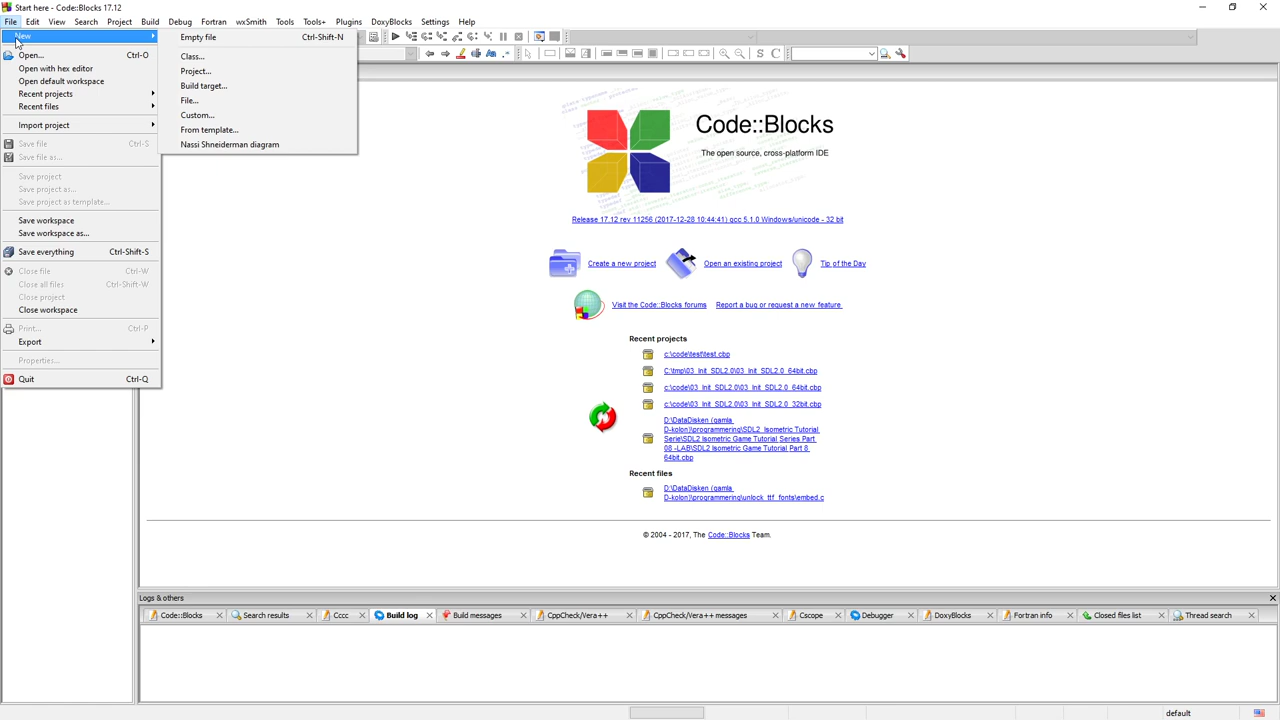 Start here - Code::Blocks 17.12
File Edit View Search Project Build Debug Fortran wxSmith Tools Tools+ Plugins DoxyBlocks Settings Help
New
Open... Ctrl-O
Open with hex editor
Open default workspace
Recent projects
Recent files
Import project
Save file Ctrl-S
Save file as...
Save project
Save project as...
Save project as template...
Save workspace
Save workspace as...
Save everything Ctrl-Shift-S
Close file Ctrl-W
Close all files Ctrl-Shift-W
Close project
Close workspace
Print... Ctrl-P
Export
Properties...
Quit Ctrl-Q
Empty file Ctrl-Shift-N
Class...
Project...
Build target...
File...
Custom...
From template...
Nassi Shneiderman diagram
Aa
S C
Code::Blocks
The open source, cross-platform IDE
Release 17.12 rev 11256 (2017-12-28 10:44:41) gcc 5.1.0 Windows/unicode - 32 bit
Create a new project Open an existing project Tip of the Day
Visit the Code::Blocks forums Report a bug or request a new feature
Recent projects
c:\code\test\test.cbp
C:\tmp\03_Init_SDL2.0\03_Init_SDL2.0_64bit.cbp
c:\code\03_Init_SDL2.0\03_Init_SDL2.0_64bit.cbp
c:\code\03_Init_SDL2.0\03_Init_SDL2.0_32bit.cbp
D:\DataDisken (gamla
D-kolon)\programmering\SDL2_Isometric Tutorial
Serie\SDL2 Isometric Game Tutorial Series Part
08 -LAB\SDL2 Isometric Game Tutorial Part 8
64bit.cbp
Recent files
D:\DataDisken (gamla
D-kolon)\programmering\unlock_ttf_fonts\embed.c
© 2004 - 2017, The Code::Blocks Team.
Logs & others
Code::Blocks Search results Cccc Build log Build messages CppCheck/Vera++ CppCheck/Vera++ messages Cscope Debugger DoxyBlocks Fortran info Closed files list Thread search
default